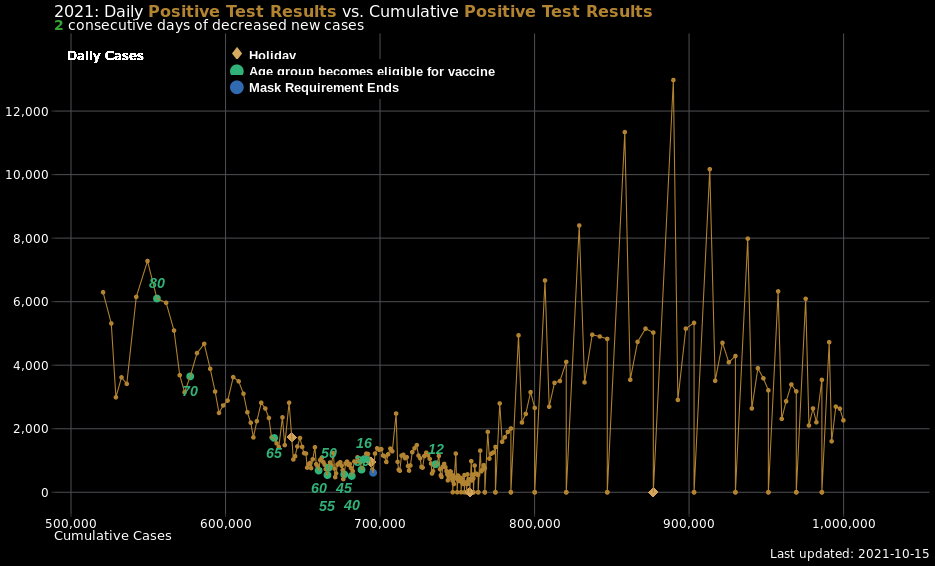 2021: Daily Positive Test Results vs. Cumulative Positive Test Results
2 consecutive days of decreased new cases
Daily Cases
Holiday
Age group becomes eligible for vaccine
Mask Requirement Ends
12,000
10,000
8,000
6,000
4,000
2,000
0
80
70
65
60
50
55
45
40
16
12
500,000 600,000 700,000 800,000 900,000 1,000,000
Cumulative Cases
Last updated: 2021-10-15